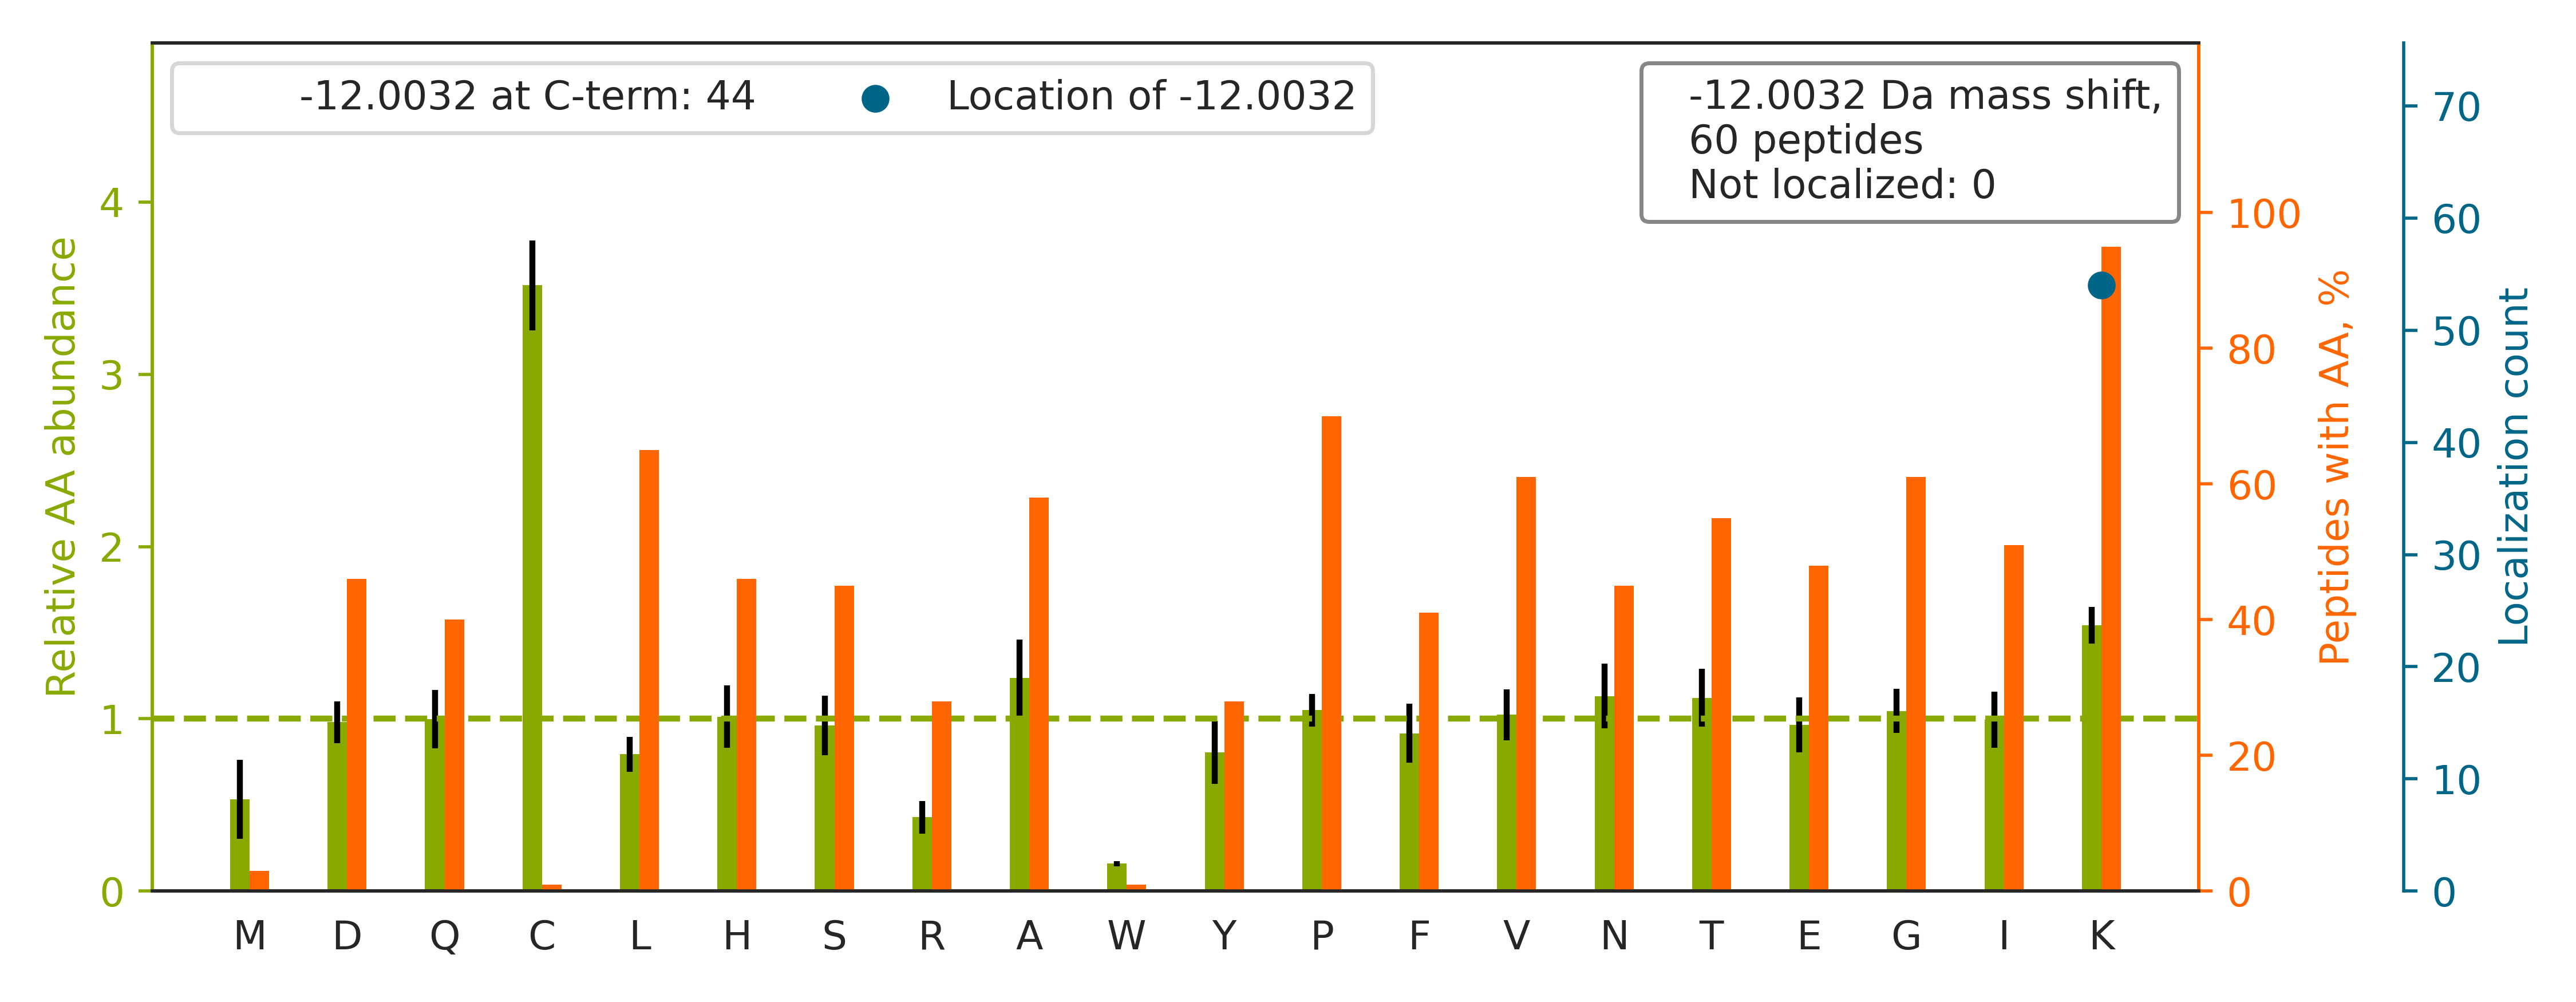 -12.0032 at C-term: 44
Location of -12.0032
-12.0032 Da mass shift,
60 peptides
Not localized: 0
Relative AA abundance
4
3
2
1
0
M D Q C L H S R A W Y P F V N T E G I K
100
80
60
40
20
0
Peptides with AA, %
70
60
50
40
30
20
10
0
Localization count